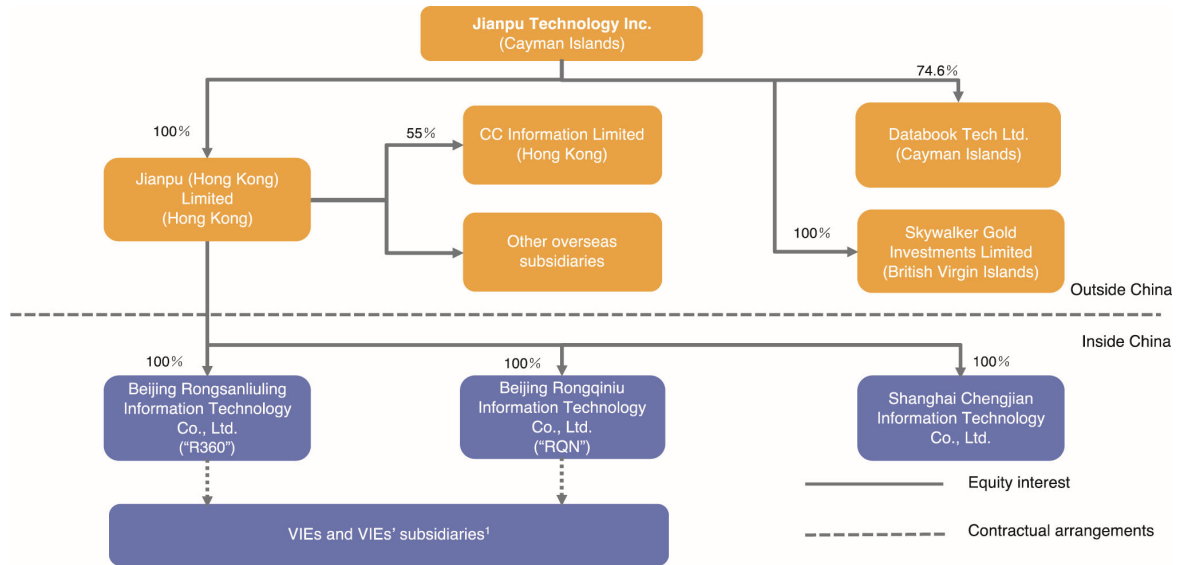 Jianpu Technology Inc.
(Cayman Islands)
74.6%
100%
55%
CC Information Limited
(Hong Kong)
Databook Tech Ltd.
(Cayman Islands)
Jianpu (Hong Kong)
Limited
(Hong Kong)
Other overseas
subsidiaries
100%
Skywalker Gold
Investments Limited
(British Virgin Islands)
Outside China
Inside China
100%
100%
100%
Beijing Rongsanliuling
Information Technology
Co., Ltd.
(“R360”)
Beijing Rongqiniu
Information Technology
Co., Ltd.
(“RQN”)
Shanghai Chengjian
Information Technology
Co., Ltd.
Equity interest
VIEs and VIEs’ subsidiaries¹
Contractual arrangements